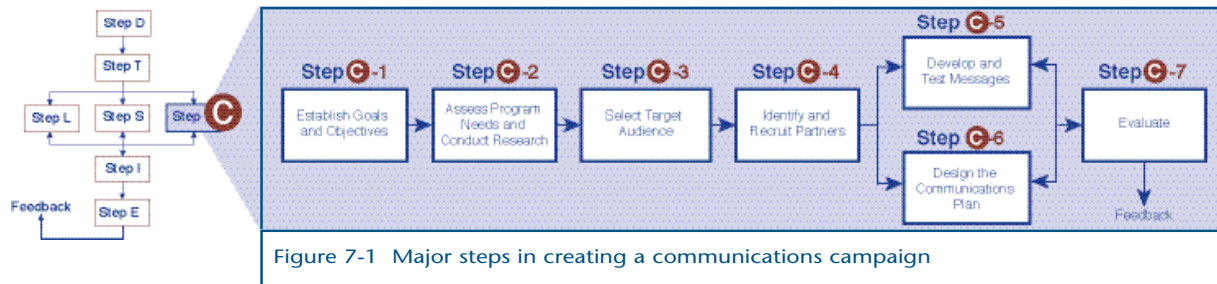 Step D
Step T
Step L
Step S
Step C
Step I
Feedback
Step E
Step C-1
Establish Goals
and Objectives
Step C-2
Assess Program
Needs and
Conduct Research
Step C-3
Select Target
Audience
Step C-4
Identify and
Recruit Partners
Step C-5
Develop and
Test Messages
Step C-6
Design the
Communications
Plan
Step C-7
Evaluate
Feedback
Figure 7-1 Major steps in creating a communications campaign